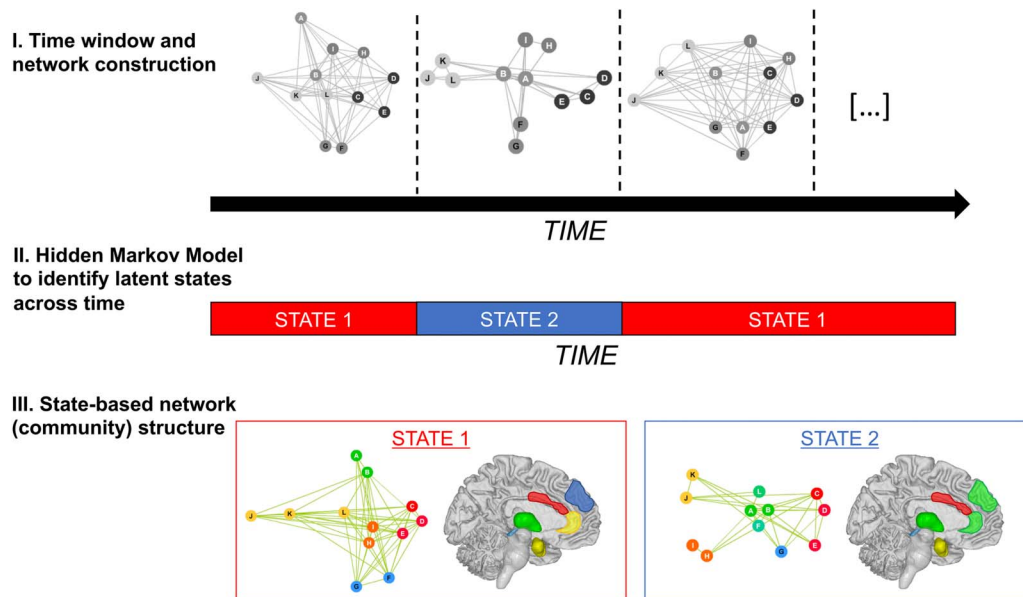 I. Time window and
network construction
A
I
H
J
B
D
K
L
C
E
G
F
I
H
K
J
L
B
A
D
E
C
F
G
L
I
H
K
B
C
J
D
G
A
E
F
[...]
TIME
II. Hidden Markov Model
to identify latent states
across time
STATE 1
STATE 2
STATE 1
TIME
III. State-based network
(community) structure
STATE 1
A
B
C
J
K
L
D
I
E
H
F
G
STATE 2
K
L
C
J
A
B
D
F
I
E
H
G